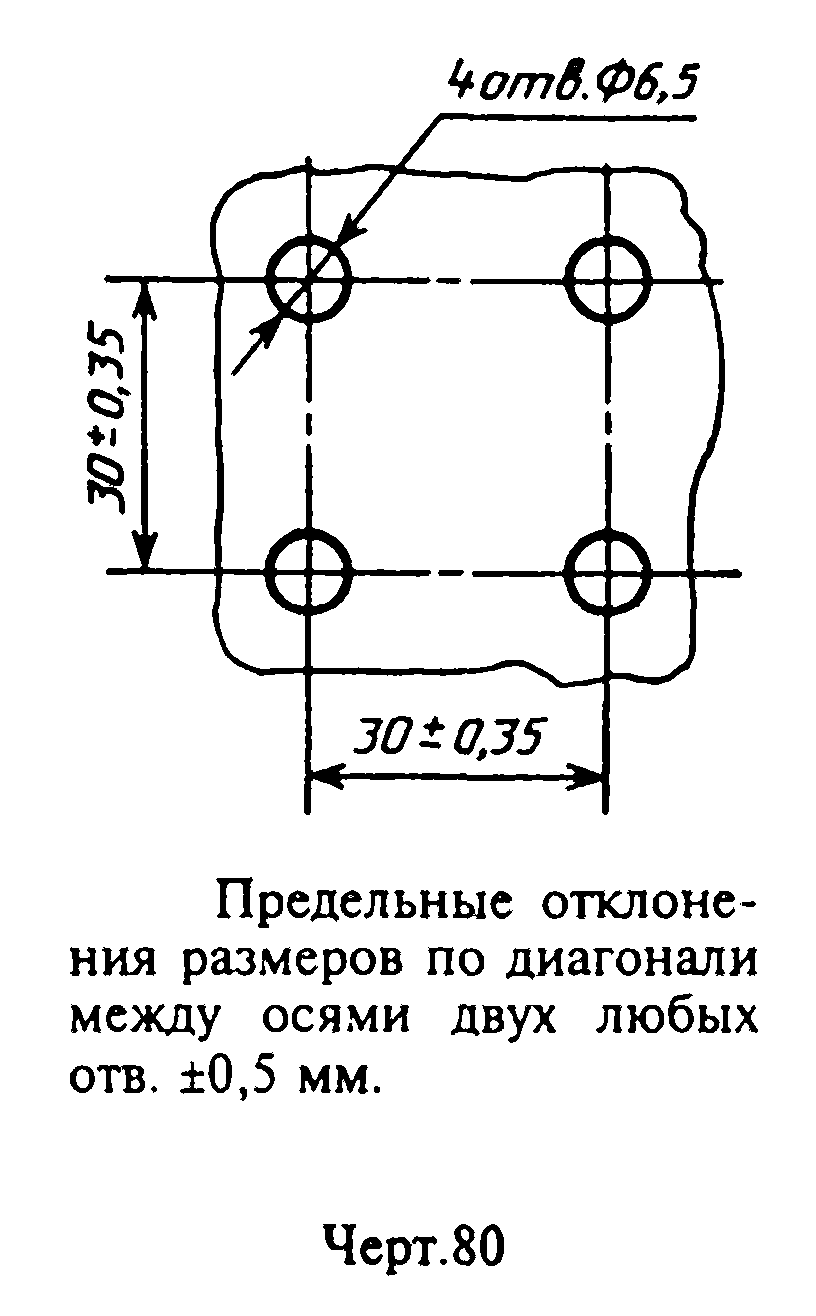 4отв.Ф6,5
30±0,35
30±0,35
Предельные отклоне-
ния размеров по диагонали
между осями двух любых
отв. ±0,5 мм.
Черт.80